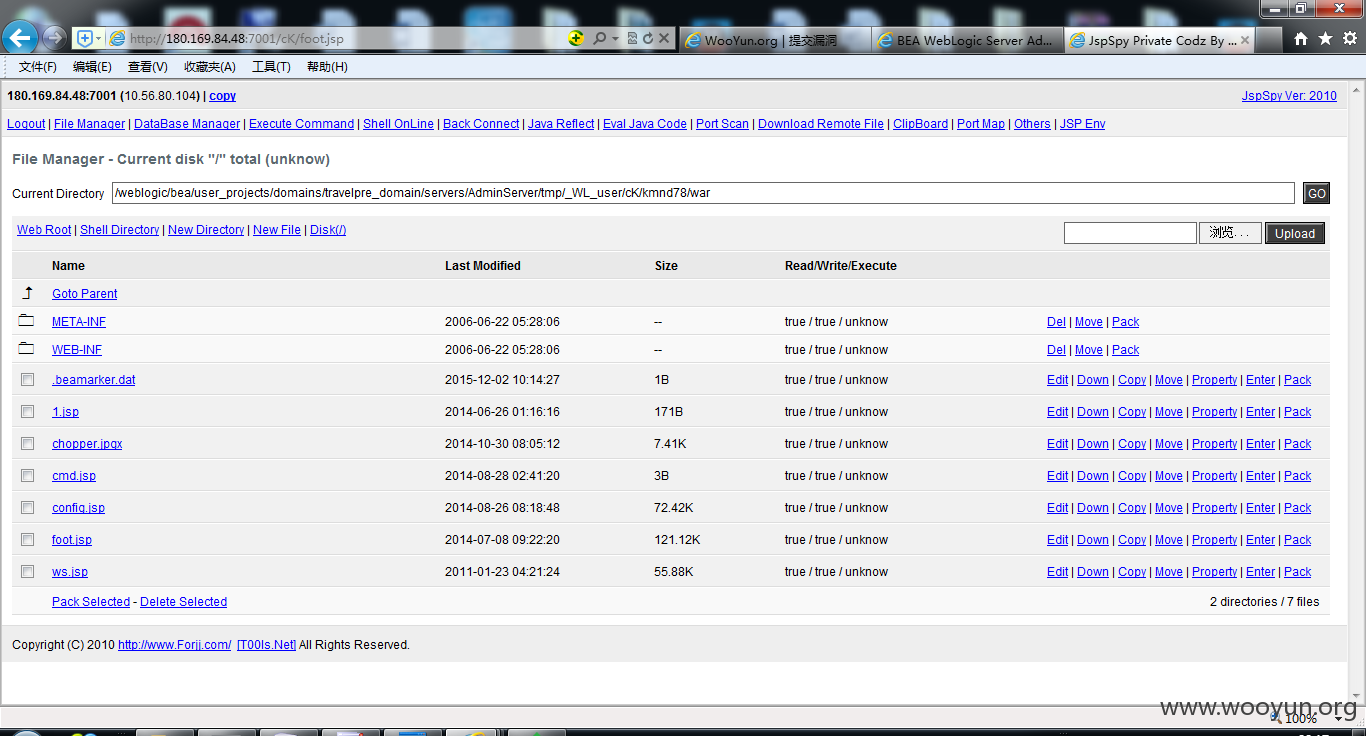 http://180.169.84.48:7001/cK/foot.jsp
WooYun.org | 提交漏洞
BEA WebLogic Server Ad...
JspSpy Private Codz By ...
文件(F) 编辑(E) 查看(V) 收藏夹(A) 工具(T) 帮助(H)
180.169.84.48:7001 (10.56.80.104) | copy JspSpy Ver: 2010
Logout | File Manager | DataBase Manager | Execute Command | Shell OnLine | Back Connect | Java Reflect | Eval Java Code | Port Scan | Download Remote File | ClipBoard | Port Map | Others | JSP Env
File Manager - Current disk "/" total (unknow)
Current Directory /weblogic/bea/user_projects/domains/travelpre_domain/servers/AdminServer/tmp/_WL_user/cK/kmnd78/war GO
Web Root | Shell Directory | New Directory | New File | Disk(/) 浏览... Upload
Name Last Modified Size Read/Write/Execute
Goto Parent
META-INF 2006-06-22 05:28:06 -- true / true / unknow Del | Move | Pack
WEB-INF 2006-06-22 05:28:06 -- true / true / unknow Del | Move | Pack
.beamarker.dat 2015-12-02 10:14:27 1B true / true / unknow Edit | Down | Copy | Move | Property | Enter | Pack
1.jsp 2014-06-26 01:16:16 171B true / true / unknow Edit | Down | Copy | Move | Property | Enter | Pack
chopper.jpgx 2014-10-30 08:05:12 7.41K true / true / unknow Edit | Down | Copy | Move | Property | Enter | Pack
cmd.jsp 2014-08-28 02:41:20 3B true / true / unknow Edit | Down | Copy | Move | Property | Enter | Pack
config.jsp 2014-08-26 08:18:48 72.42K true / true / unknow Edit | Down | Copy | Move | Property | Enter | Pack
foot.jsp 2014-07-08 09:22:20 121.12K true / true / unknow Edit | Down | Copy | Move | Property | Enter | Pack
ws.jsp 2011-01-23 04:21:24 55.88K true / true / unknow Edit | Down | Copy | Move | Property | Enter | Pack
Pack Selected - Delete Selected 2 directories / 7 files
Copyright (C) 2010 http://www.Forjj.com/ [T00ls.Net] All Rights Reserved.
www.wooyun.org
100%